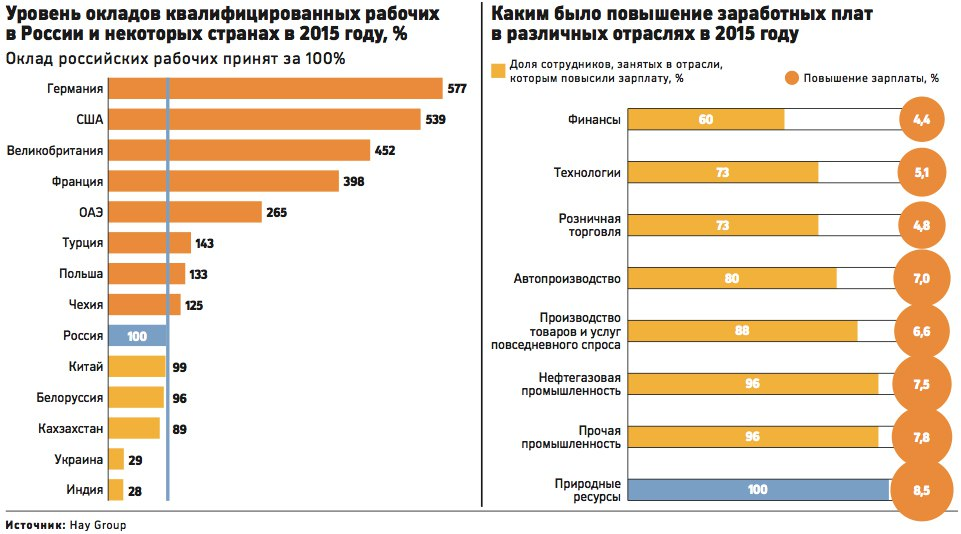 Уровень окладов квалифицированных рабочих
в России и некоторых странах в 2015 году, %
Оклад российских рабочих принят за 100%
Германия 577
США 539
Великобритания 452
Франция 398
ОАЭ 265
Турция 143
Польша 133
Чехия 125
Россия 100
Китай 99
Белоруссия 96
Кахзахстан 89
Украина 29
Индия 28
Каким было повышение заработных плат
в различных отраслях в 2015 году
Доля сотрудников, занятых в отрасли,
которым повысили зарплату, %
Повышение зарплаты, %
Финансы 60 4,4
Технологии 73 5,1
Розничная
торговля 73 4,8
Автопроизводство 80 7,0
Производство
товаров и услуг 88 6,6
повседневного спроса
Нефтегазовая
промышленность 96 7,5
Прочая
промышленность 96 7,8
Природные
ресурсы 100 8,5
Источник: Hay Group